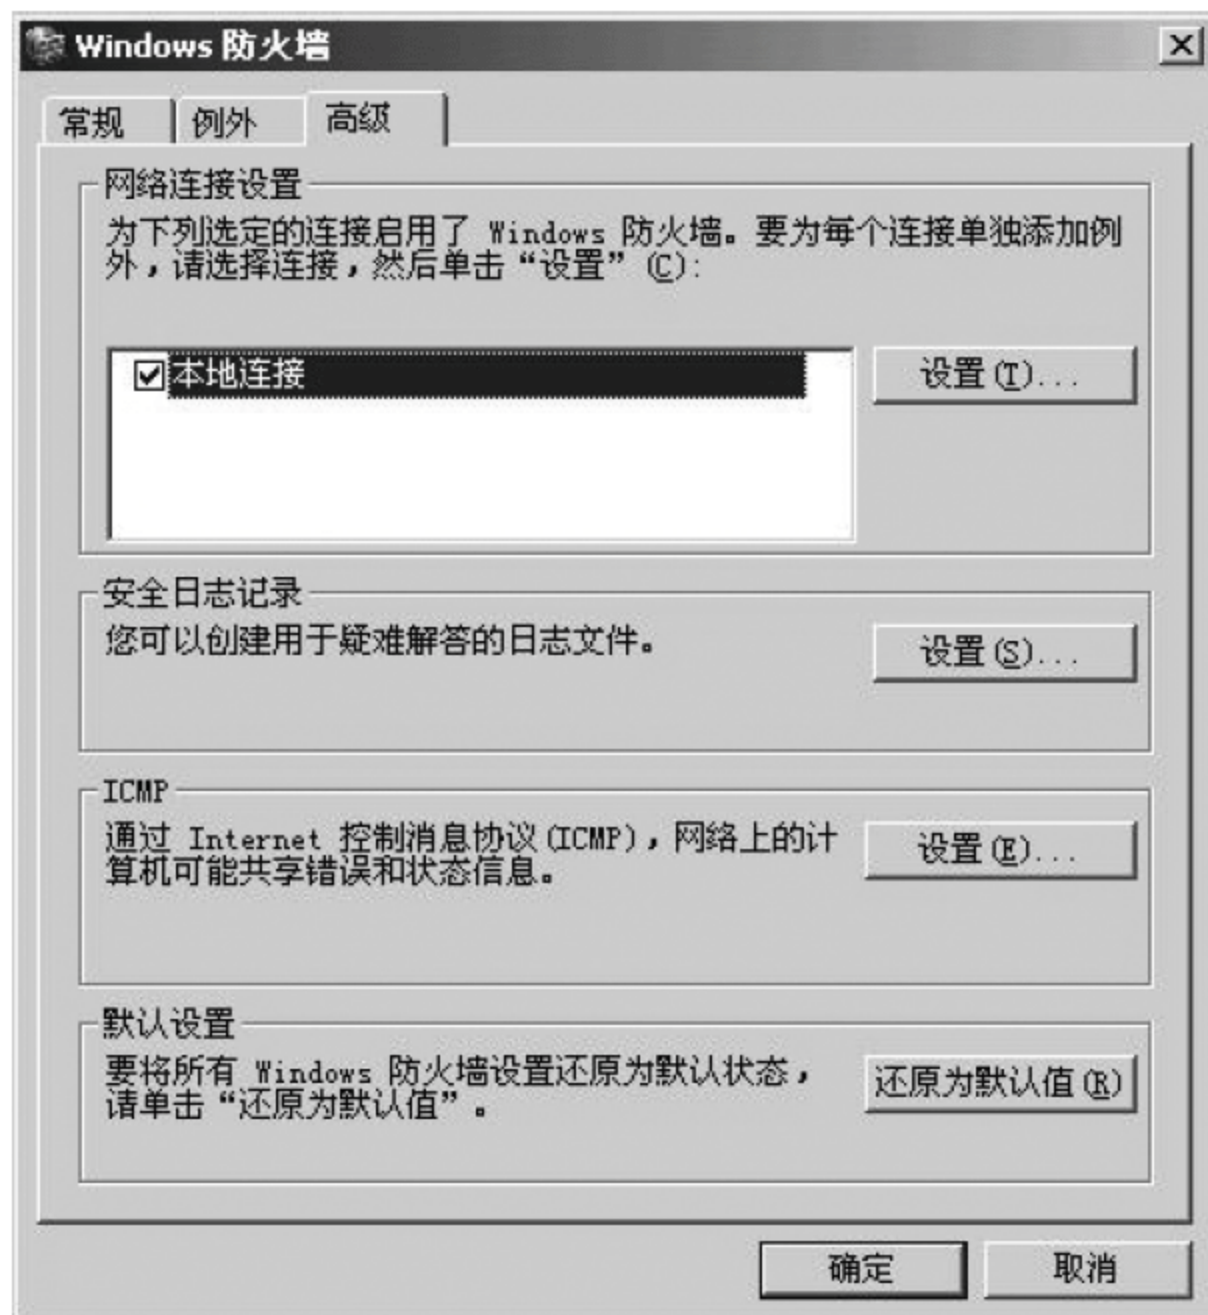 Windows 防火墙
常规 例外 高级
网络连接设置
为下列选定的连接启用了 Windows 防火墙。要为每个连接单独添加例
外，请选择连接，然后单击“设置”(C):
本地连接
设置(T)...
安全日志记录
您可以创建用于疑难解答的日志文件。
设置(S)...
ICMP
通过 Internet 控制消息协议(ICMP)，网络上的计
算机可能共享错误和状态信息。
设置(E)...
默认设置
要将所有 Windows 防火墙设置还原为默认状态，
请单击“还原为默认值”。
还原为默认值(R)
确定 取消